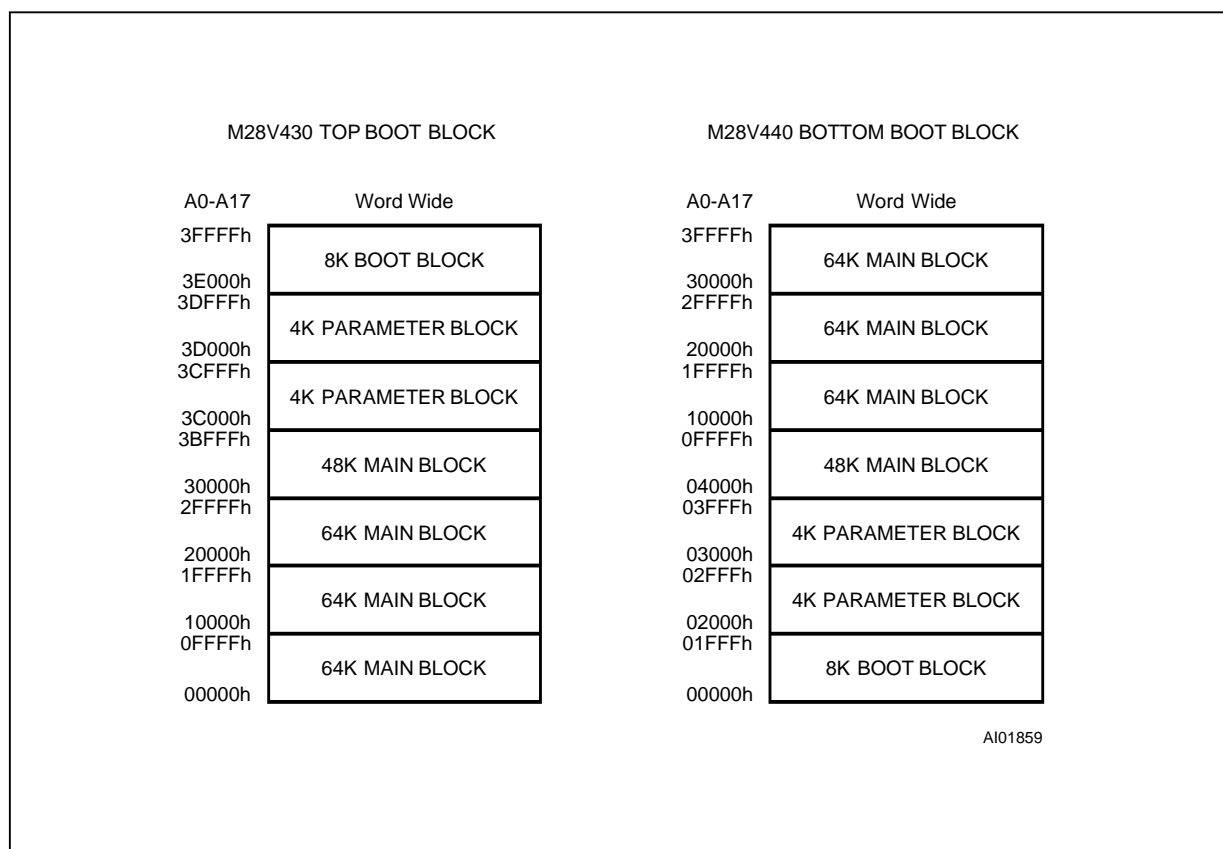 M28V430 TOP BOOT BLOCK
A0-A17 Word Wide
3FFFFh
8K BOOT BLOCK
3E000h
3DFFFh
4K PARAMETER BLOCK
3D000h
3CFFFh
4K PARAMETER BLOCK
3C000h
3BFFFh
48K MAIN BLOCK
30000h
2FFFFh
64K MAIN BLOCK
20000h
1FFFFh
64K MAIN BLOCK
10000h
0FFFFh
64K MAIN BLOCK
00000h
M28V440 BOTTOM BOOT BLOCK
A0-A17 Word Wide
3FFFFh
64K MAIN BLOCK
30000h
2FFFFh
64K MAIN BLOCK
20000h
1FFFFh
64K MAIN BLOCK
10000h
0FFFFh
48K MAIN BLOCK
04000h
03FFFh
4K PARAMETER BLOCK
03000h
02FFFh
4K PARAMETER BLOCK
02000h
01FFFh
8K BOOT BLOCK
00000h
AI01859